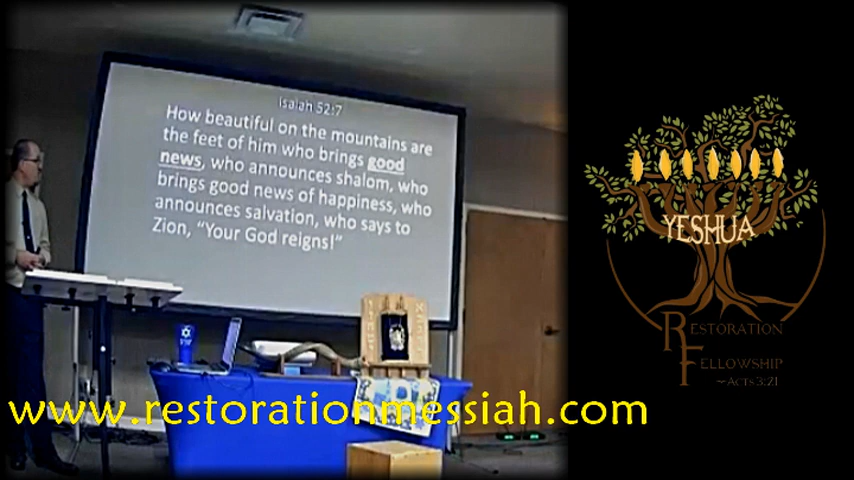 Isaiah 52:7
How beautiful on the mountains are
the feet of him who brings good
news, who announces shalom, who
brings good news of happiness, who
announces salvation, who says to
Zion, "Your God reigns!"
YESHUA
RESTORATION
FELLOWSHIP
~ACTS 3:21
www.restorationmessiah.com